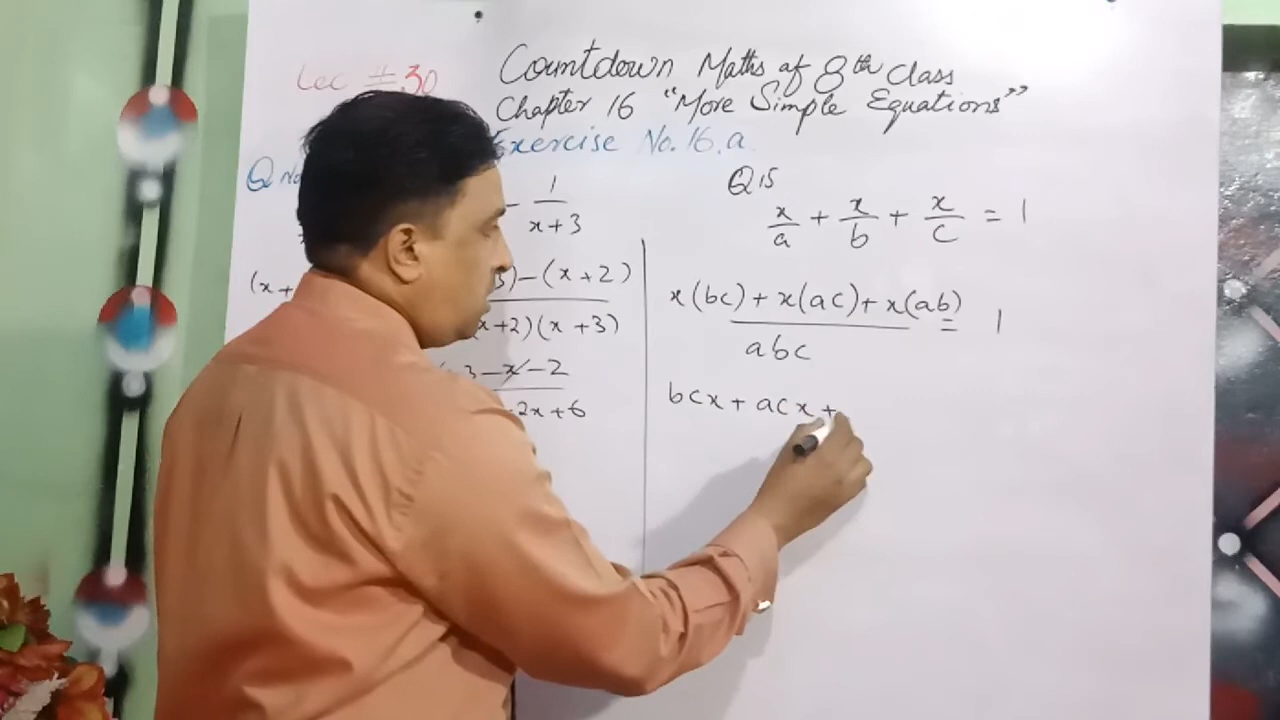 Lec # 30
Countdown Maths of 8th class
Chapter 16 "More Simple Equations"
Exercise No. 16.a
Q No
- 1/(x+3)
(x+
) - (x+2)
x+2)(x+3)
3 - x - 2
2x+6
Q 15
x/a + x/b + x/c = 1
x(bc) + x(ac) + x(ab) / abc = 1
bcx + acx +